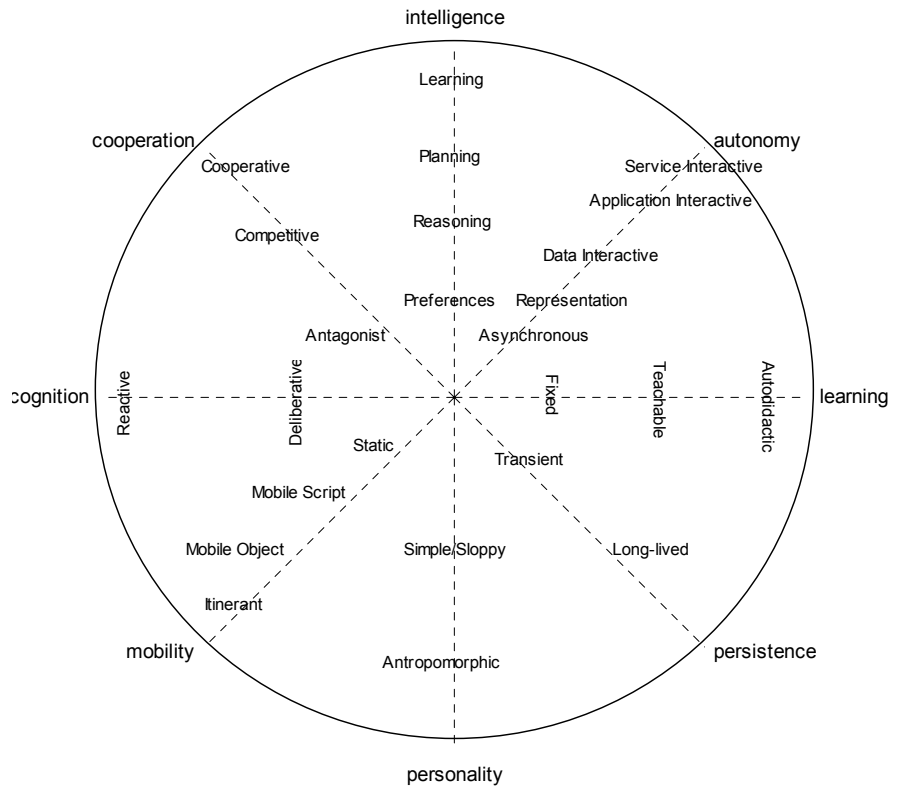 intelligence
Learning
cooperation
autonomy
Planning
Cooperative
Service Interactive
Application Interactive
Reasoning
Competitive
Data Interactive
Preferences
Representation
Antagonist
Asynchronous
cognition
Reactive
Deliberative
Fixed
Teachable
Autodidactic
learning
Static
Transient
Mobile Script
Mobile Object
Simple/Sloppy
Long-lived
Itinerant
mobility
persistence
Antropomorphic
personality